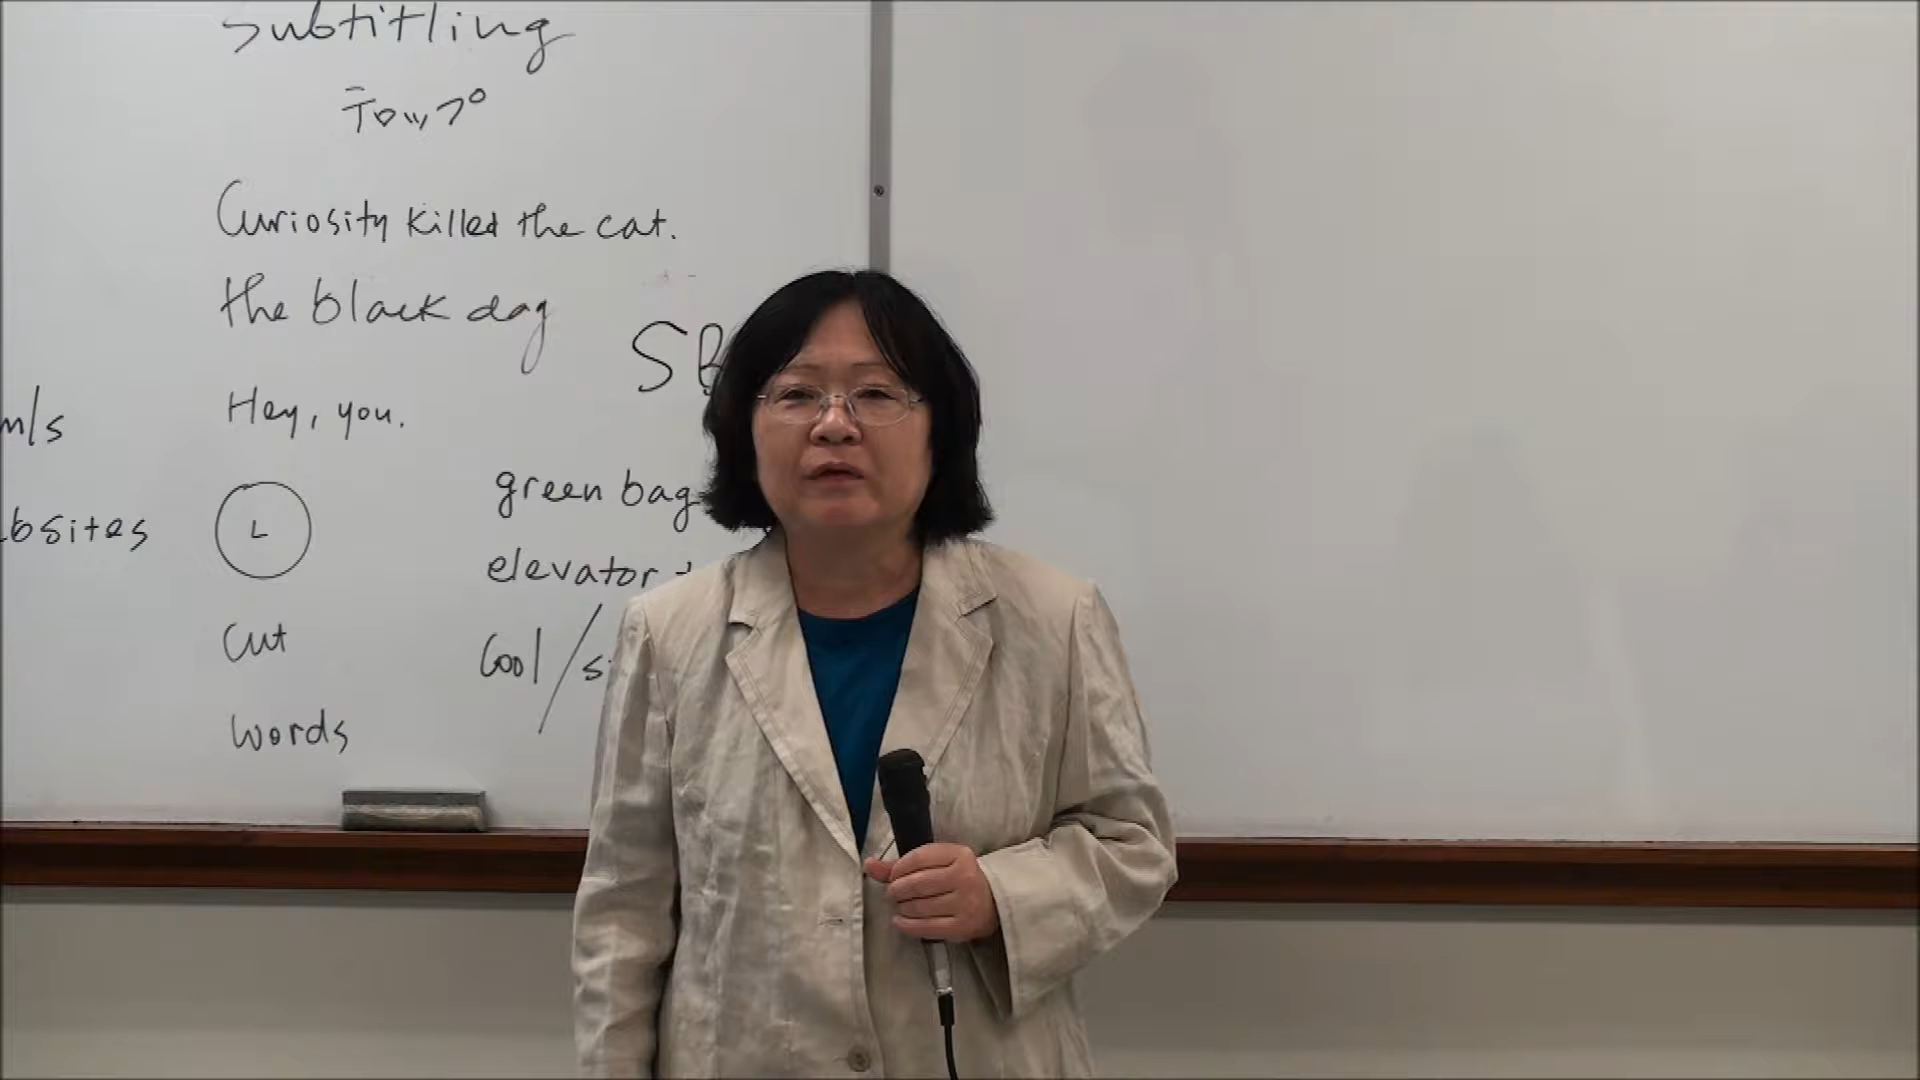 subtitling
テロップ
Curiosity killed the cat.
the black dog
SB
m/s
Hey, you.
green bag
bsites
L
elevator
cut
Cool /
words